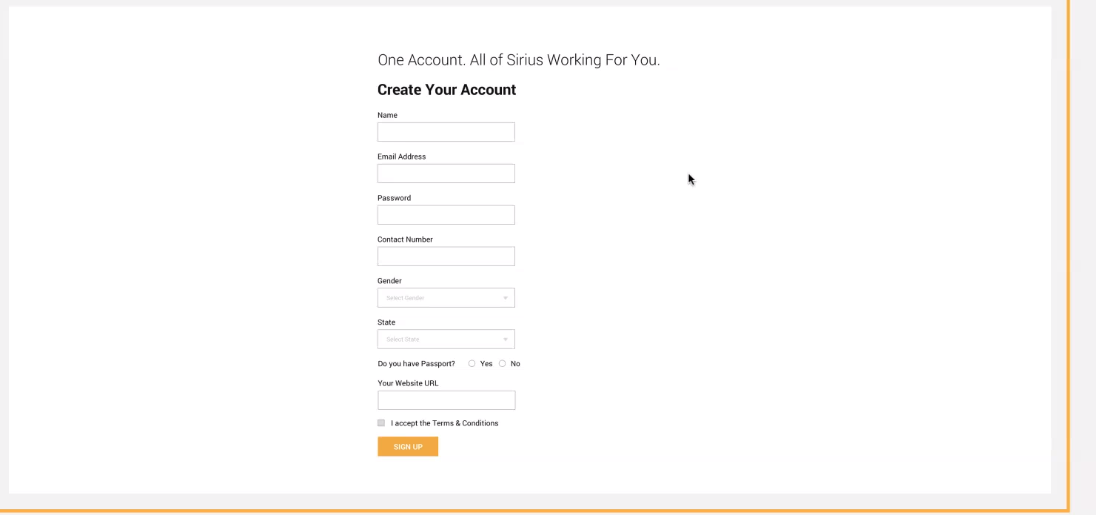 One Account. All of Sirius Working For You.
Create Your Account
Name
Email Address
Password
Contact Number
Gender
Select Gender
State
Select State
Do you have Passport? Yes No
Your Website URL
I accept the Terms & Conditions
SIGN UP